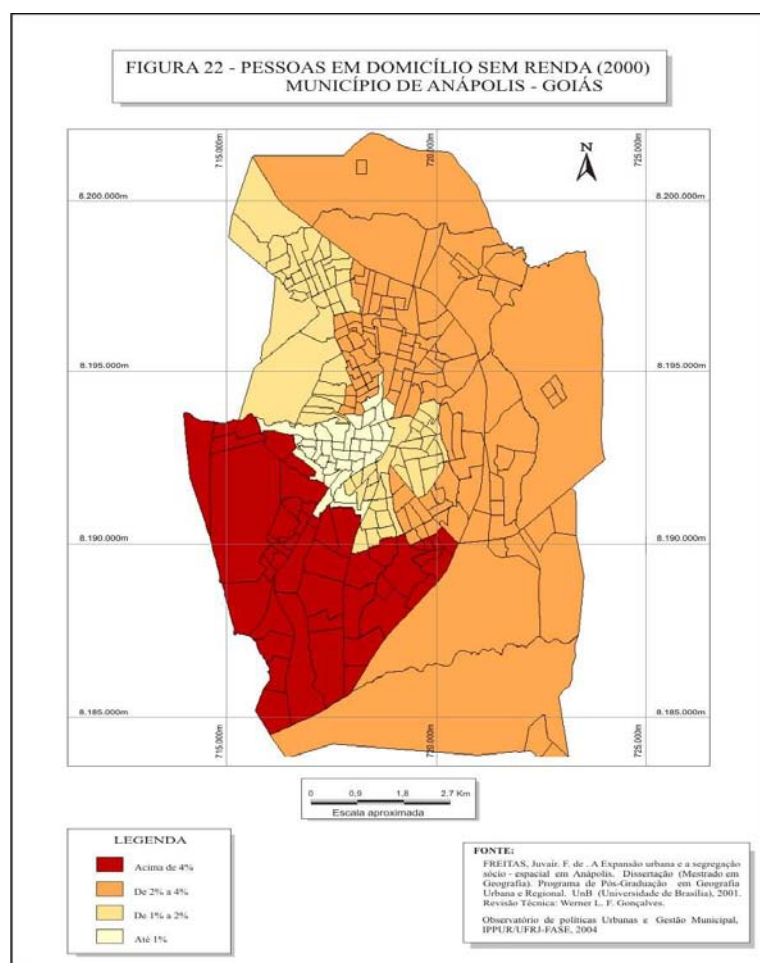 FIGURA 22 - PESSOAS EM DOMICÍLIO SEM RENDA (2000)
MUNICÍPIO DE ANÁPOLIS - GOIÁS
715.000m
720.000m
725.000m
N
8.200.000m
8.200.000m
8.195.000m
8.195.000m
8.190.000m
8.190.000m
8.185.000m
8.185.000m
715.000m
720.000m
725.000m
0 0,9 1,8 2,7 Km
Escala aproximada
LEGENDA
Acima de 4%
De 2% a 4%
De 1% a 2%
Até 1%
FONTE:
FREITAS, Juvair. F. de . A Expansão urbana e a segregação
sócio - espacial em Anápolis. Dissertação (Mestrado em
Geografia). Programa de Pós-Graduação em Geografia
Urbana e Regional. UnB (Universidade de Brasília), 2001.
Revisão Técnica: Werner L. F. Gonçalves.
Observatório de políticas Urbanas e Gestão Municipal,
IPPUR/UFRJ-FASE, 2004